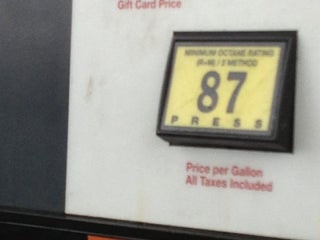 Gift Card Price
MINIMUM OCTANE RATING
(R+M) / 2 METHOD
87
PRESS
Price per Gallon
All Taxes Included